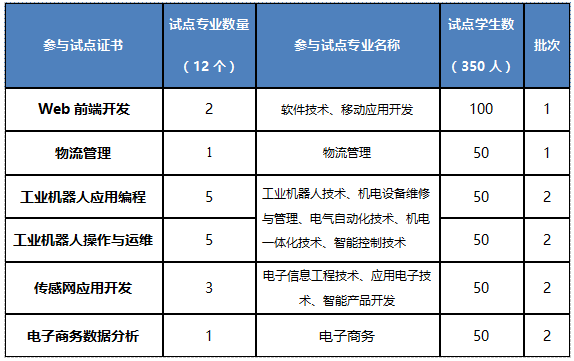 参与试点证书
试点专业数量
（12个）
参与试点专业名称
试点学生数
（350人）
批次
Web前端开发
2
软件技术、移动应用开发
100
1
物流管理
1
物流管理
50
1
工业机器人应用编程
5
工业机器人技术、机电设备维修
与管理、电气自动化技术、机电
一体化技术、智能控制技术
50
2
工业机器人操作与运维
5
50
2
传感网应用开发
3
电子信息工程技术、应用电子技
术、智能产品开发
50
2
电子商务数据分析
1
电子商务
50
2